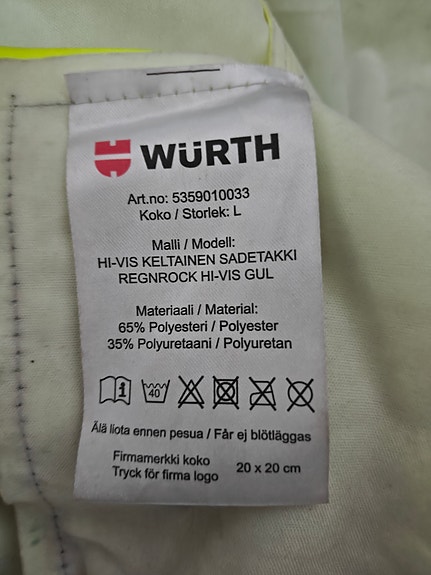 WÜRTH
Art.no: 5359010033
Koko / Storlek: L
Malli / Modell:
HI-VIS KELTAINEN SADETAKKI
REGNROCK HI-VIS GUL
Materiaali / Material:
65% Polyesteri / Polyester
35% Polyuretaani / Polyuretan
40
Älä liota ennen pesua / Får ej blötläggas
Firmamerkki koko
Tryck för firma logo 20 x 20 cm